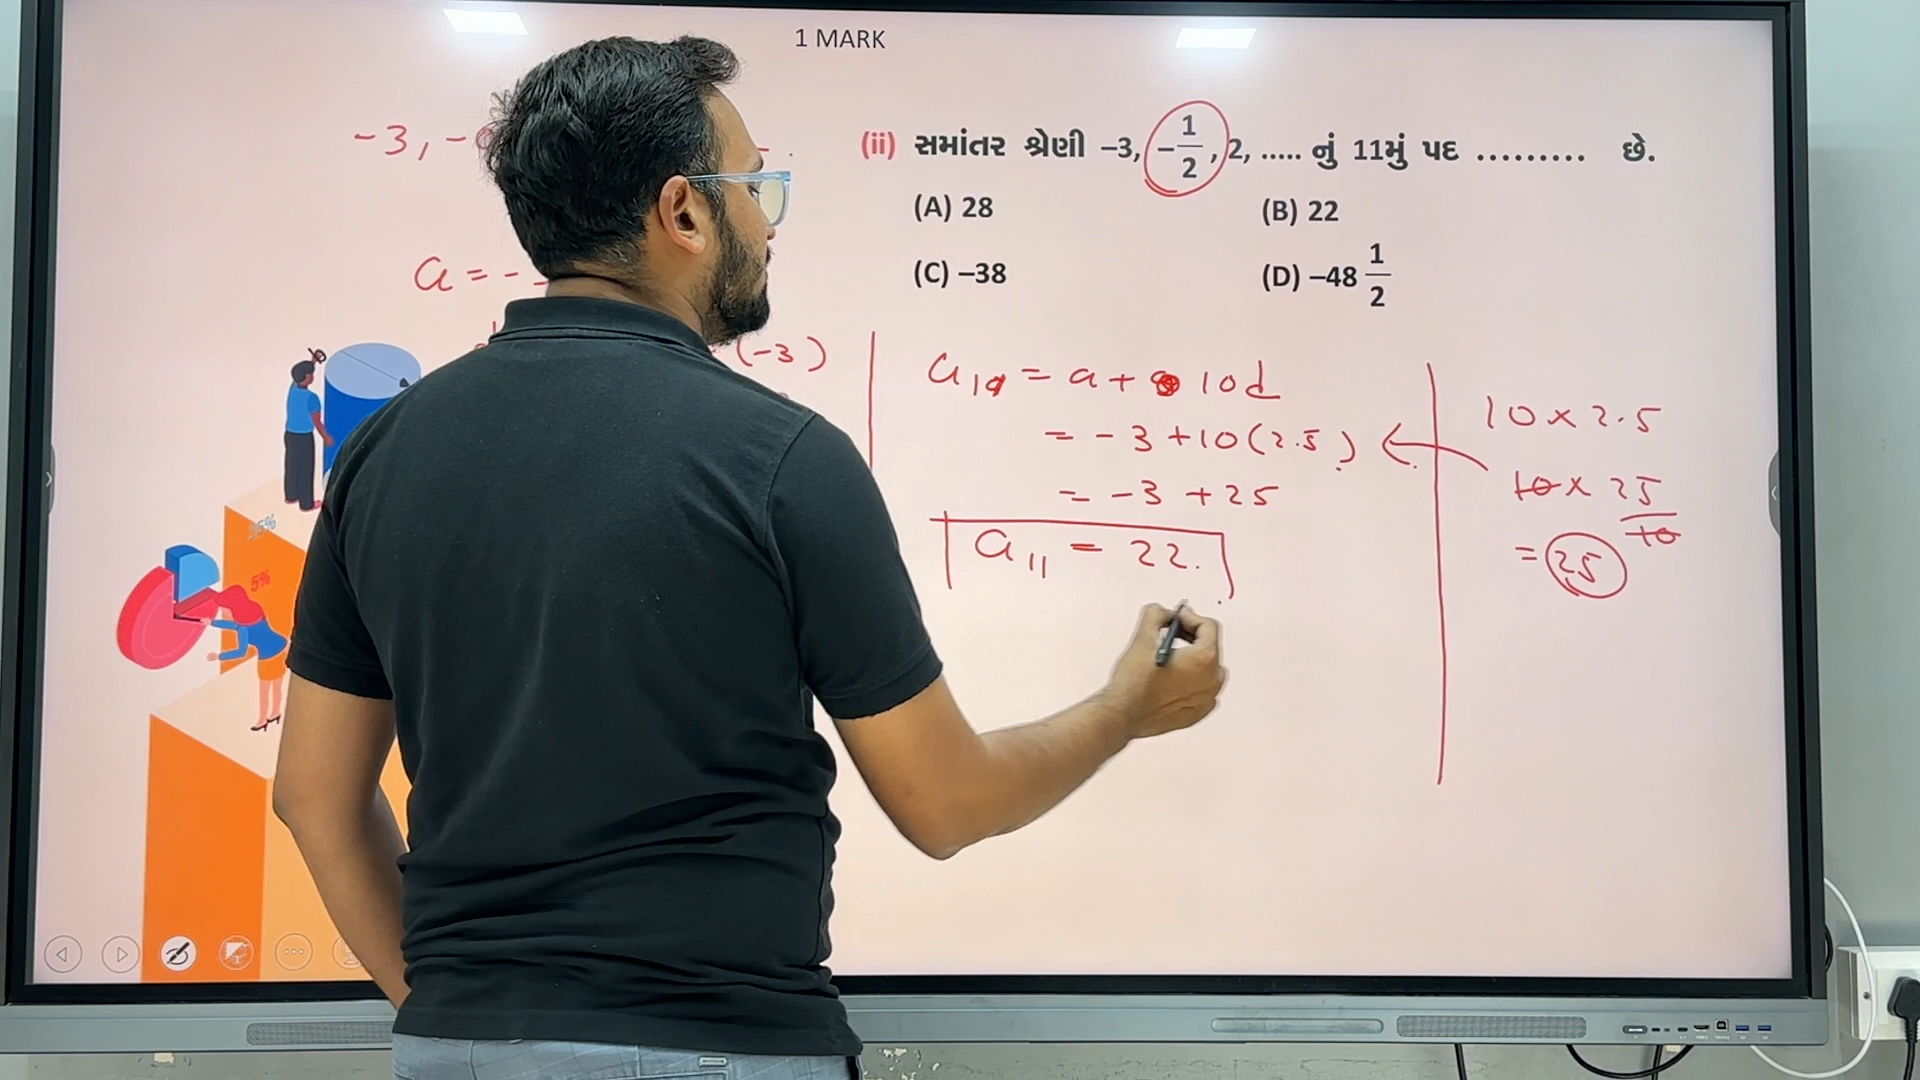 1 MARK
-3, -
(ii) સમાંતર શ્રેણી –3, –1/2, 2, ..... નું 11મું પદ ......... છે.
(A) 28 (B) 22
(C) –38 (D) –48 1/2
a = -
(-3)
a11 = a + 10d
= -3 + 10(2.5)
= -3 + 25
a11 = 22.
10 × 2.5
10 × 25/10
= 25
5%